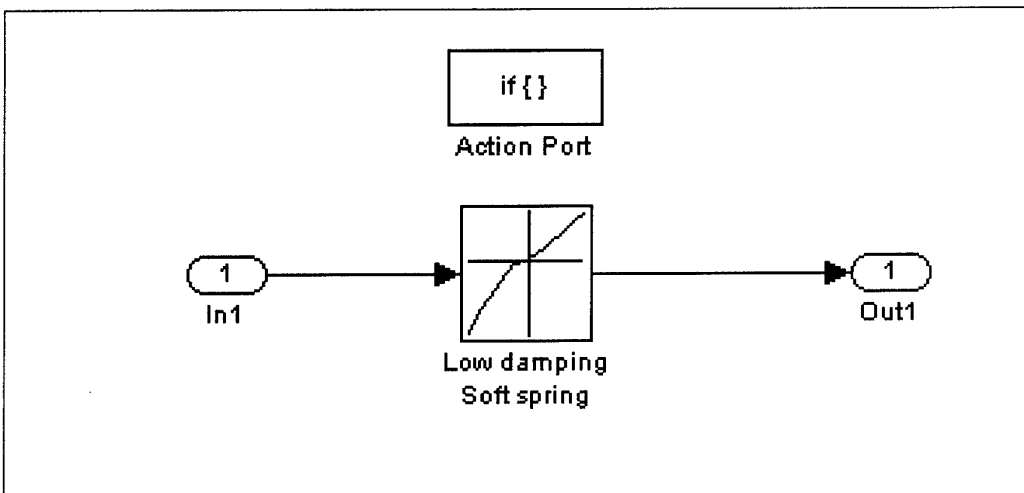 if { }
Action Port
1
In1
1
Out1
Low damping
Soft spring